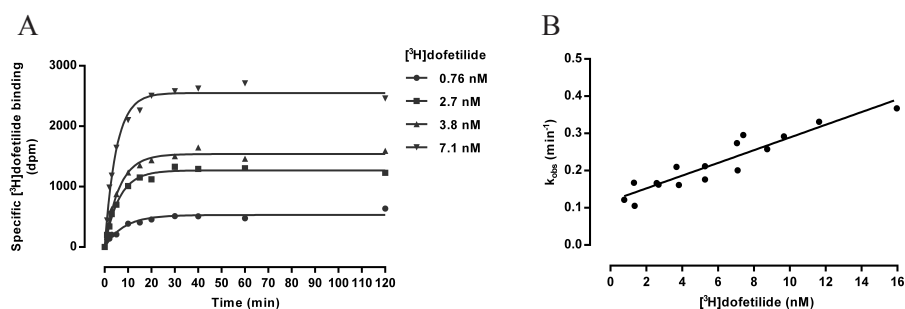 A
[³H]dofetilide
0.76 nM
2.7 nM
3.8 nM
7.1 nM
Specific [³H]dofetilide binding
(dpm)
3000
2000
1000
0
0 10 20 30 40 50 60 70 80 90 100 110 120
Time (min)
B
kobs (min⁻¹)
0.5
0.4
0.3
0.2
0.1
0.0
0 2 4 6 8 10 12 14 16
[³H]dofetilide (nM)